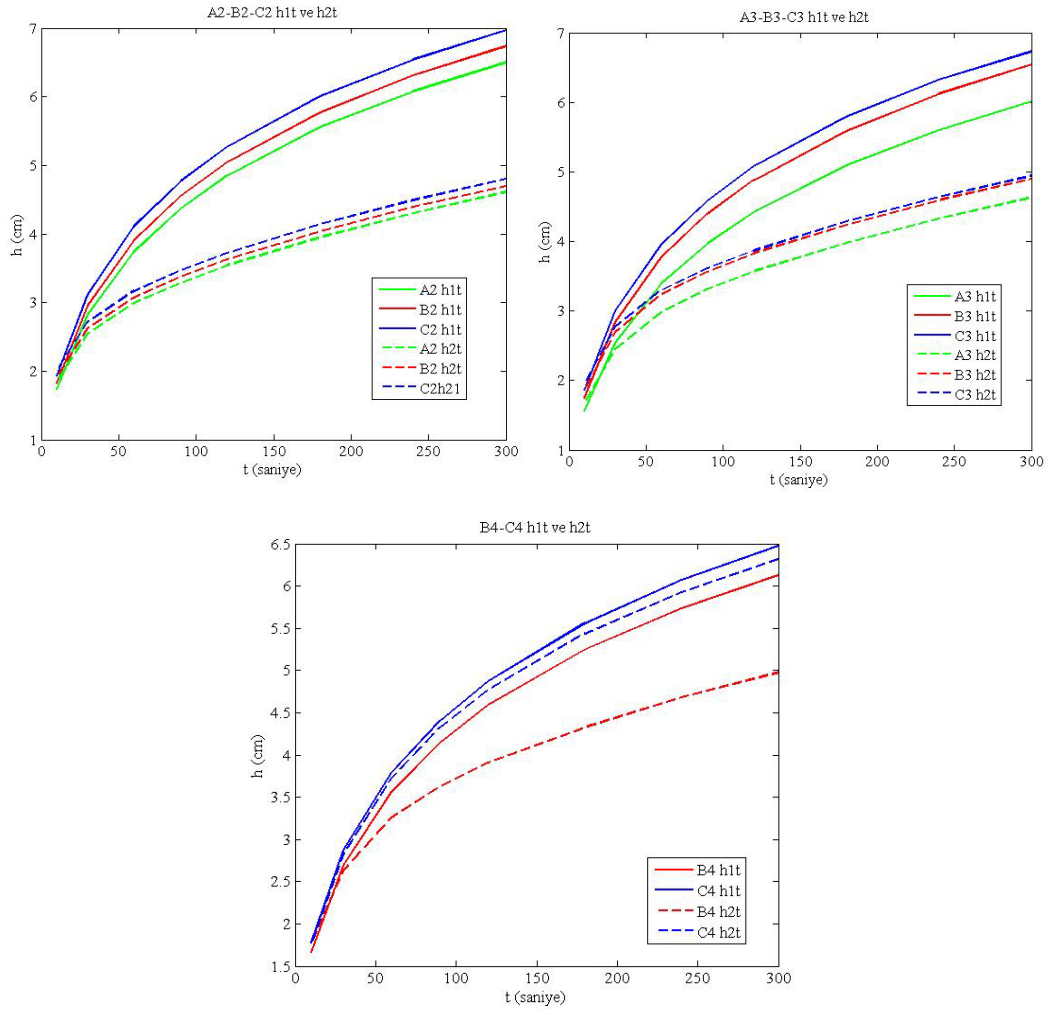 A2-B2-C2 h1t ve h2t
7
6
5
4
3
2
1
h (cm)
A2 h1t
B2 h1t
C2 h1t
A2 h2t
B2 h2t
C2h21
0 50 100 150 200 250 300
t (saniye)
A3-B3-C3 h1t ve h2t
7
6
5
4
3
2
1
h (cm)
A3 h1t
B3 h1t
C3 h1t
A3 h2t
B3 h2t
C3 h2t
0 50 100 150 200 250 300
t (saniye)
B4-C4 h1t ve h2t
6.5
6
5.5
5
4.5
4
3.5
3
2.5
2
1.5
h (cm)
B4 h1t
C4 h1t
B4 h2t
C4 h2t
0 50 100 150 200 250 300
t (saniye)